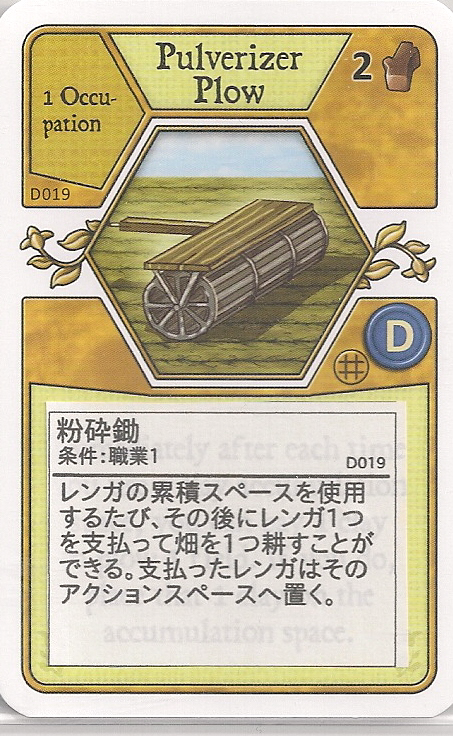 Pulverizer
Plow
2
1 Occu-
pation
D019
D
粉砕鋤
条件:職業1
D019
レンガの累積スペースを使用
するたび、その後にレンガ1つ
を支払って畑を1つ耕すことが
できる。支払ったレンガはその
アクションスペースへ置く。
accumulation space.